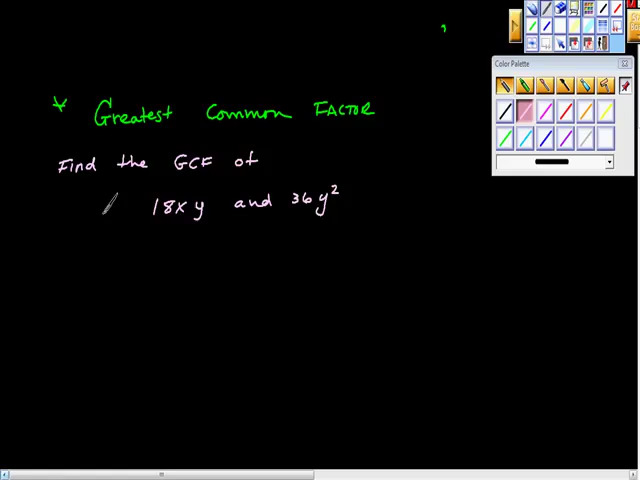 * Greatest Common FACTOR
Find the GCF of
18xy and 36y²
Color Palette